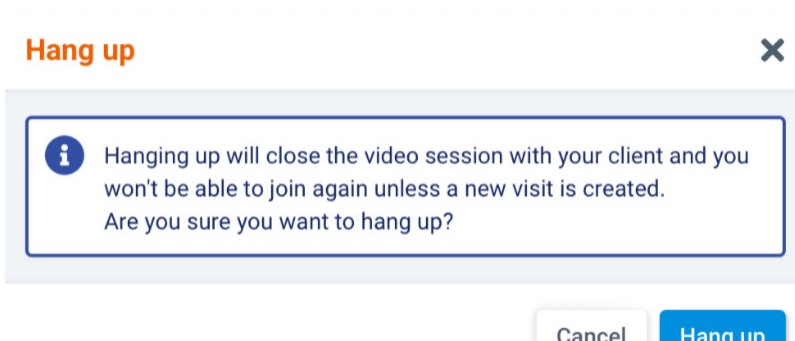 Hang up
Hanging up will close the video session with your client and you
won't be able to join again unless a new visit is created.
Are you sure you want to hang up?
Cancel Hang up